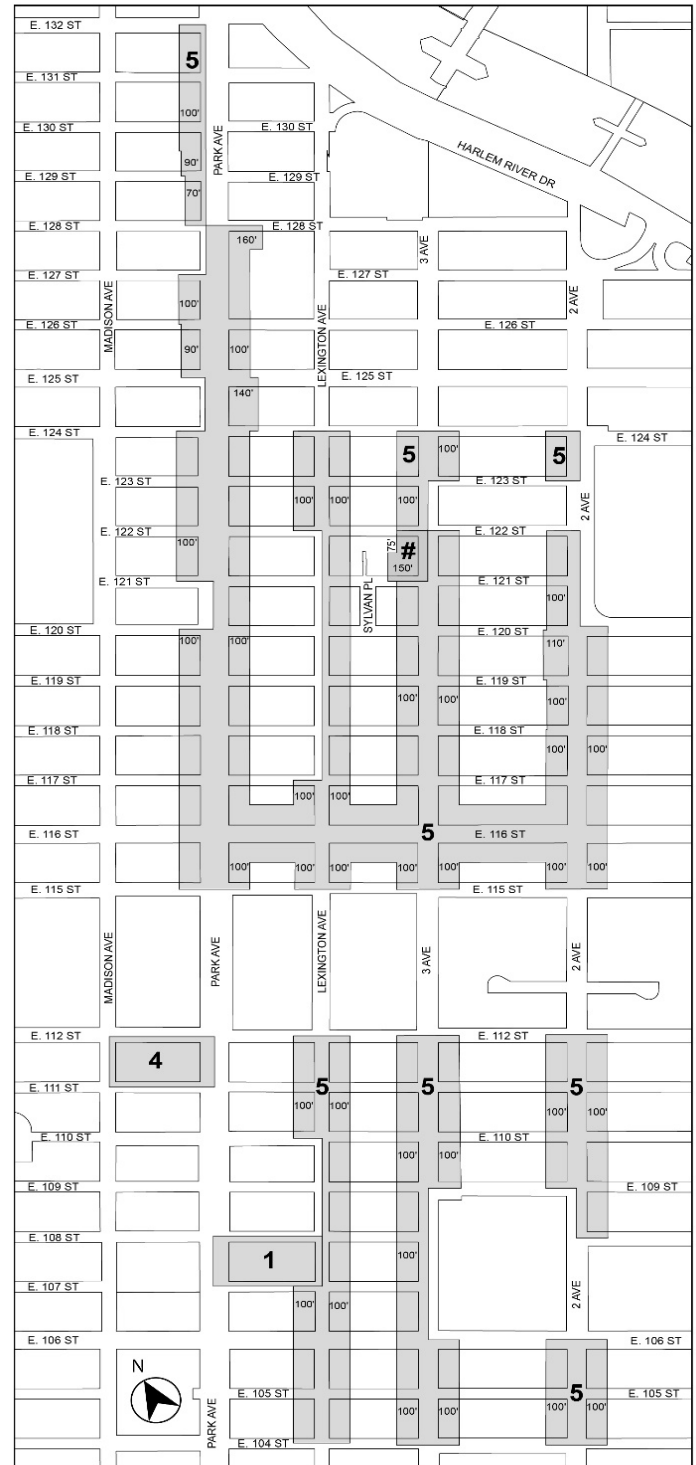 E. 132 ST
5
E. 131 ST
100'
PARK AVE
E. 130 ST
E. 130 ST
HARLEM RIVER DR
90'
E. 129 ST
E. 129 ST
70'
E. 128 ST
E. 128 ST
160'
3 AVE
E. 127 ST
E. 127 ST
MADISON AVE
100'
LEXINGTON AVE
2 AVE
E. 126 ST
E. 126 ST
90'
100'
E. 125 ST
E. 125 ST
140'
E. 124 ST
E. 124 ST
5
100'
5
E. 123 ST
E. 123 ST
100'
100'
100'
2 AVE
E. 122 ST
E. 122 ST
100'
75'
#
150'
E. 121 ST
E. 121 ST
SYLVAN PL
100'
E. 120 ST
E. 120 ST
100'
100'
110'
E. 119 ST
E. 119 ST
100'
100'
100'
E. 118 ST
E. 118 ST
100'
100'
E. 117 ST
E. 117 ST
100'
100'
E. 116 ST
5
E. 116 ST
100'
100'
100'
100'
100'
100'
100'
E. 115 ST
E. 115 ST
MADISON AVE
PARK AVE
LEXINGTON AVE
3 AVE
2 AVE
E. 112 ST
E. 112 ST
4
5
5
5
E. 111 ST
100'
100'
100'
100'
E. 110 ST
E. 110 ST
100'
100'
E. 109 ST
E. 109 ST
E. 108 ST
1
100'
E. 107 ST
100'
100'
2 AVE
E. 106 ST
E. 106 ST
N
E. 105 ST
5
E. 105 ST
100'
100'
100'
100'
PARK AVE
E. 104 ST